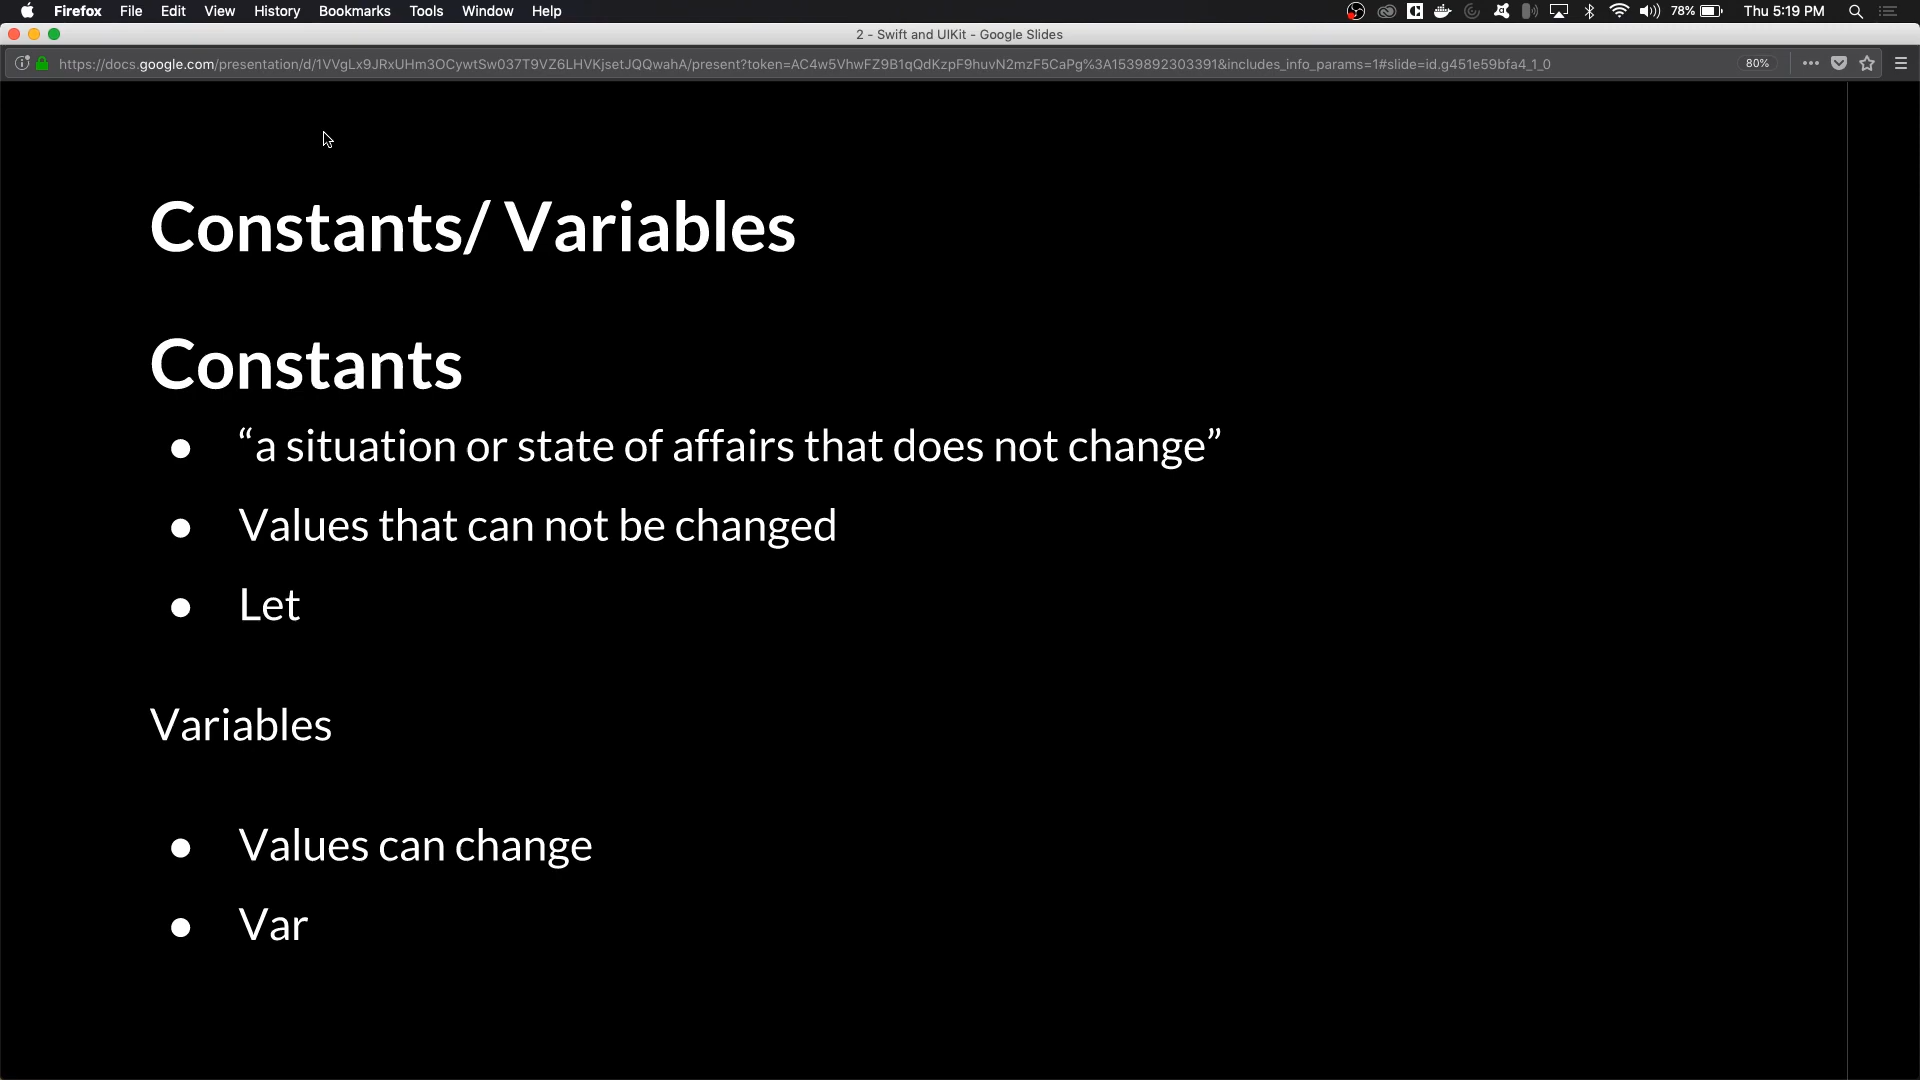 Firefox File Edit View History Bookmarks Tools Window Help 78% Thu 5:19 PM
2 - Swift and UIKit - Google Slides
https://docs.google.com/presentation/d/1VVgLx9JRxUHm3OCywtSw037T9VZ6LHVKjsetJQQwahA/present?token=AC4w5VhwFZ9B1qQdKzpF9huvN2mzF5CaPg%3A1539892303391&includes_info_params=1#slide=id.g451e59bfa4_1_0 80%
Constants/ Variables
Constants
● “a situation or state of affairs that does not change”
● Values that can not be changed
● Let
Variables
● Values can change
● Var